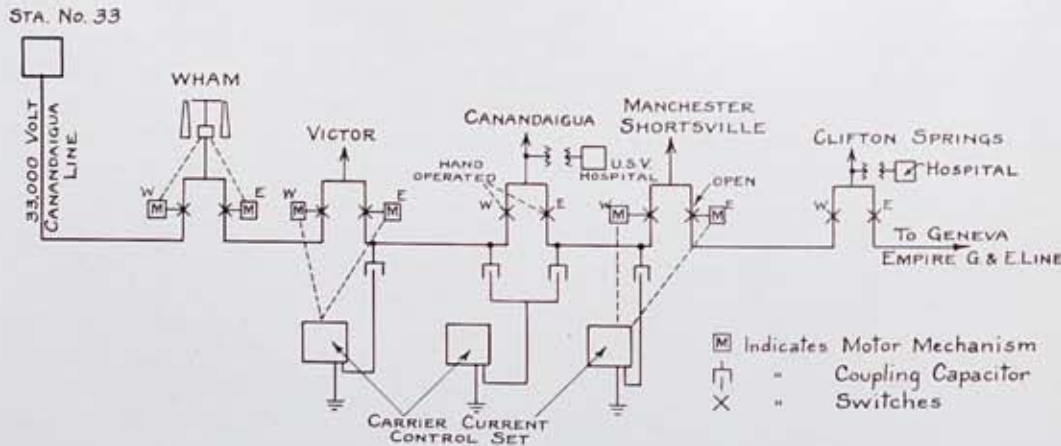 STA. No. 33
33,000 VOLT
CANANDAIGUA
LINE
WHAM
W
M
M
E
VICTOR
W
M
M
E
CANANDAIGUA
U.S.V.
HOSPITAL
HAND
OPERATED
W
E
MANCHESTER
SHORTSVILLE
W
M
OPEN
M
E
CLIFTON SPRINGS
HOSPITAL
W
E
TO GENEVA
EMPIRE G & E. LINE
CARRIER CURRENT
CONTROL SET
M Indicates Motor Mechanism
" Coupling Capacitor
" Switches